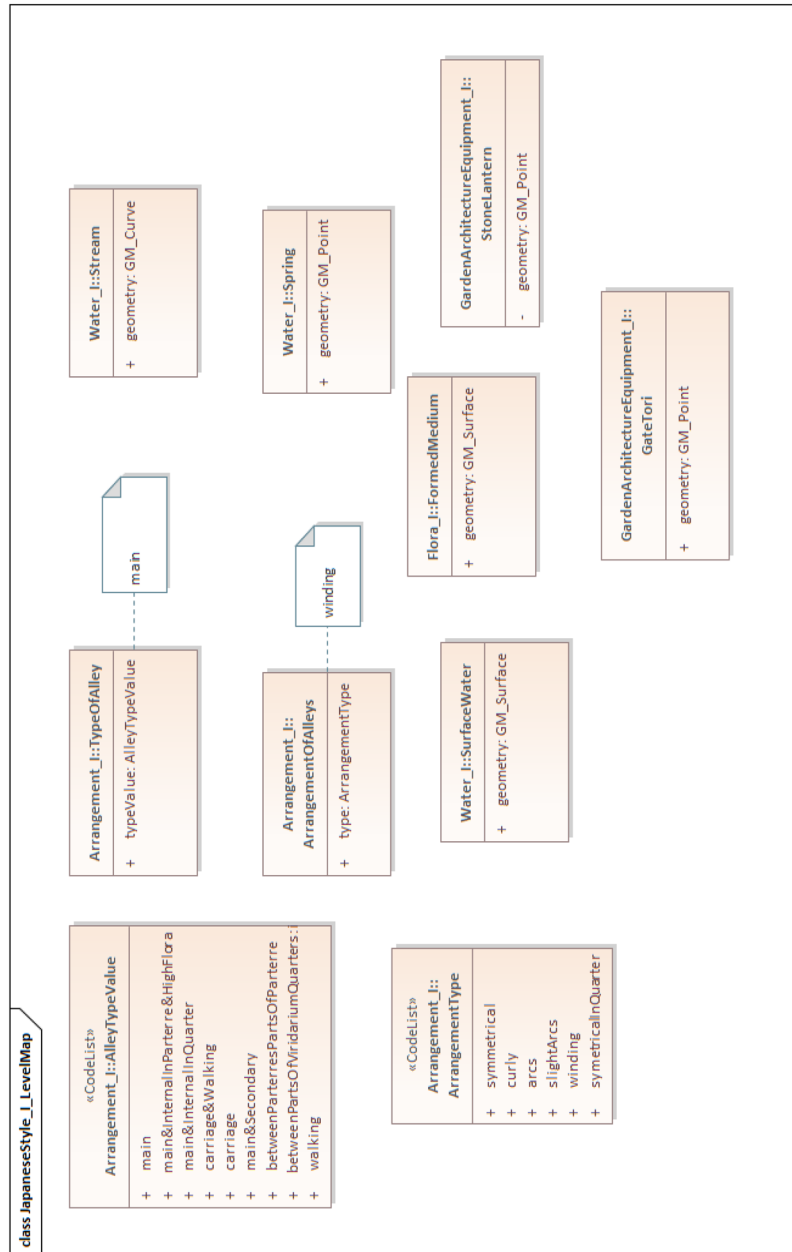 class JapaneseStyle_I_LevelMap
«CodeList»
Arrangement_I::AlleyTypeValue
+ main
+ main&InternalInParterre&HighFlora
+ main&InternalInQuarter
+ carriage&Walking
+ carriage
+ main&Secondary
+ betweenParterresPartsOfParterre
+ betweenPartsOfViridariumQuarters:i
+ walking
Arrangement_I::TypeOfAlley
+ typeValue: AlleyTypeValue
main
Water_I::Stream
+ geometry: GM_Curve
Arrangement_I::
ArrangementOfAlleys
+ type: ArrangementType
winding
Water_I::Spring
+ geometry: GM_Point
«CodeList»
Arrangement_I::
ArrangementType
+ symmetrical
+ curly
+ arcs
+ slightArcs
+ winding
+ symetricalInQuarter
Water_I::SurfaceWater
+ geometry: GM_Surface
Flora_I::FormedMedium
+ geometry: GM_Surface
GardenArchitectureEquipment_I::
StoneLantern
- geometry: GM_Point
GardenArchitectureEquipment_I::
GateTori
+ geometry: GM_Point